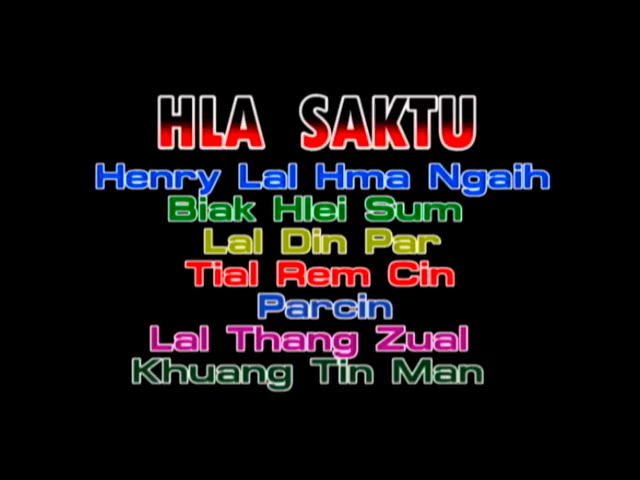 HLA SAKTU
Henry Lal Hma Ngaih
Biak Hlei Sum
Lal Din Par
Tial Rem Cin
Parcin
Lal Thang Zual
Khuang Tin Man